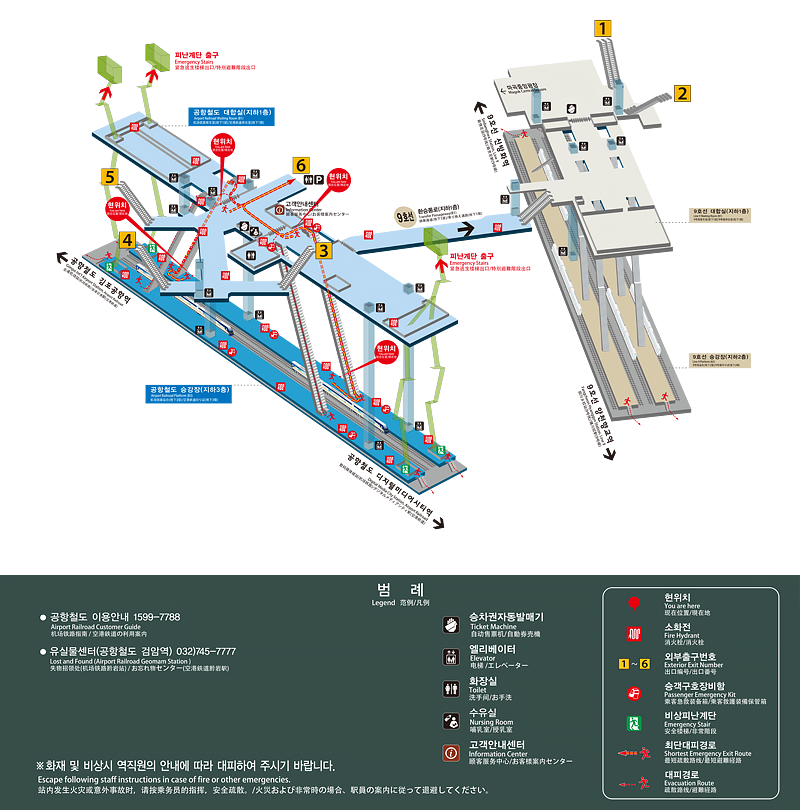 1
2
피난계단 출구
Emergency Stairs
紧急逃生楼梯出口/特別避難階段出口
마곡중앙광장
9호선 신방화역
공항철도 대합실(지하1층)
현위치
You are here
5
6
P
현위치
You are here
고객안내센터
Information Center
顾客服务中心/お客様案内センター
현위치
9호선
환승통로(지하1층)
9호선 대합실(지하1층)
4
3
피난계단 출구
Emergency Stairs
紧急逃生楼梯出口/特別避難階段出口
공항철도 김포공항역
현위치
9호선 승강장(지하2층)
공항철도 승강장(지하3층)
Airport Railroad Platform (B3)
9호선 양천향교역
공항철도 디지털미디어시티역
범 례
Legend 范例/凡例
공항철도 이용안내 1599-7788
Airport Railroad Customer Guide
机场铁路指南 / 空港鉄道の利用案内
유실물센터(공항철도 검암역) 032)745-7777
Lost and Found (Airport Railroad Geomam Station )
失物招领处(机场铁路黔岩站) / お忘れ物センター(空港鉄道黔岩駅)
※화재 및 비상시 역직원의 안내에 따라 대피하여 주시기 바랍니다.
Escape following staff instructions in case of fire or other emergencies.
站内发生火灾或意外事故时，请按乘务员的指挥，安全疏散。/火災および非常時の場合、駅員の案内に従って退避してください。
승차권자동발매기
Ticket Machine
自动售票机/自動券売機
엘리베이터
Elevator
电梯 /エレベーター
화장실
Toilet
洗手间/お手洗
수유실
Nursing Room
哺乳室/授乳室
고객안내센터
Information Center
顾客服务中心/お客様案内センター
현위치
You are here
现在位置/現在地
소화전
Fire Hydrant
消火栓/消火栓
1 ~ 6
외부출구번호
Exterior Exit Number
出口编号/出口番号
승객구호장비함
Passenger Emergency Kit
乘客急救装备箱/乗客救護装備保管箱
비상피난계단
Emergency Stair
安全楼梯/非常階段
최단대피경로
Shortest Emergency Exit Route
最短疏散路线/最短避難経路
대피경로
Evacuation Route
疏散路线/避難経路